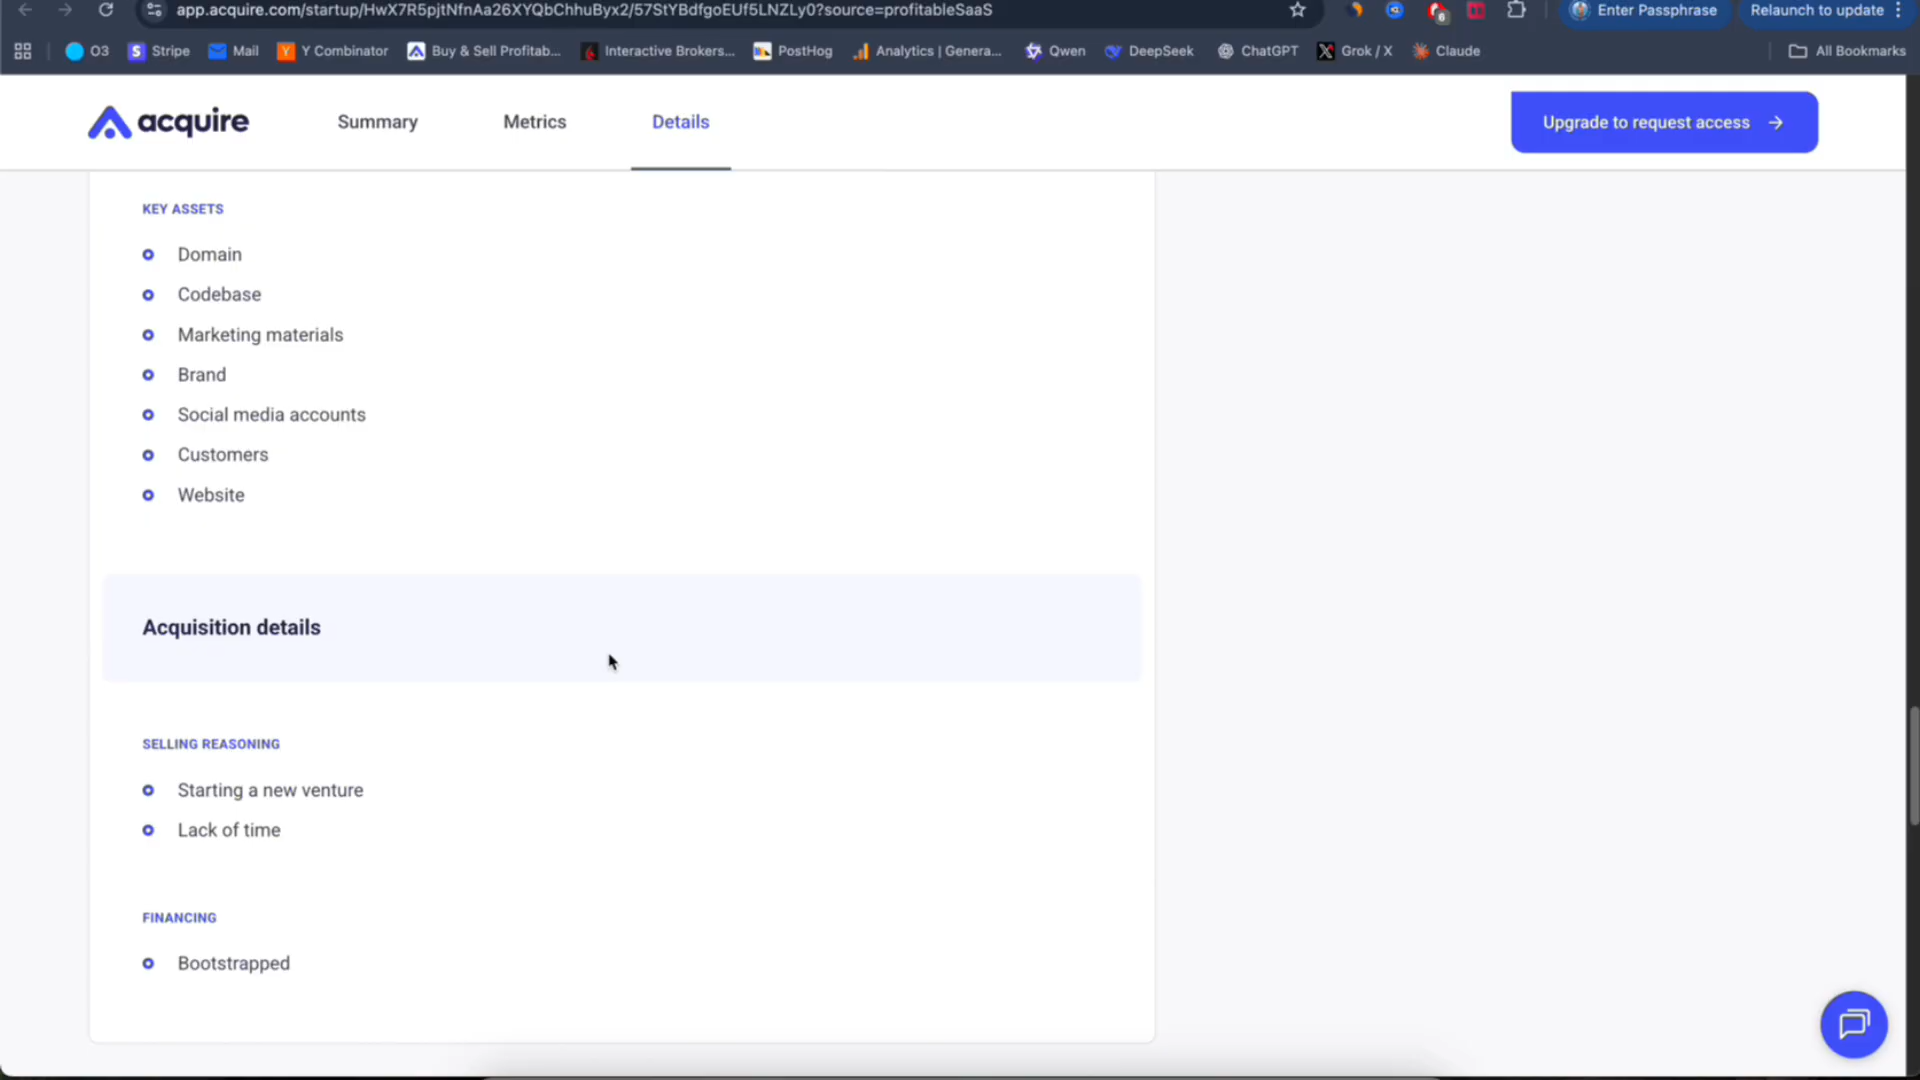 app.acquire.com/startup/HwX7R5pjtNfnAa26XYQbChhuByx2/57StYBdfgoEUf5LNZLy0?source=profitableSaaS
6
Enter Passphrase
Relaunch to update
O3
Stripe
Mail
Y Combinator
Buy & Sell Profitab...
Interactive Brokers...
PostHog
Analytics | Genera...
Qwen
DeepSeek
ChatGPT
Grok / X
Claude
All Bookmarks
acquire
Summary
Metrics
Details
Upgrade to request access
KEY ASSETS
Domain
Codebase
Marketing materials
Brand
Social media accounts
Customers
Website
Acquisition details
SELLING REASONING
Starting a new venture
Lack of time
FINANCING
Bootstrapped